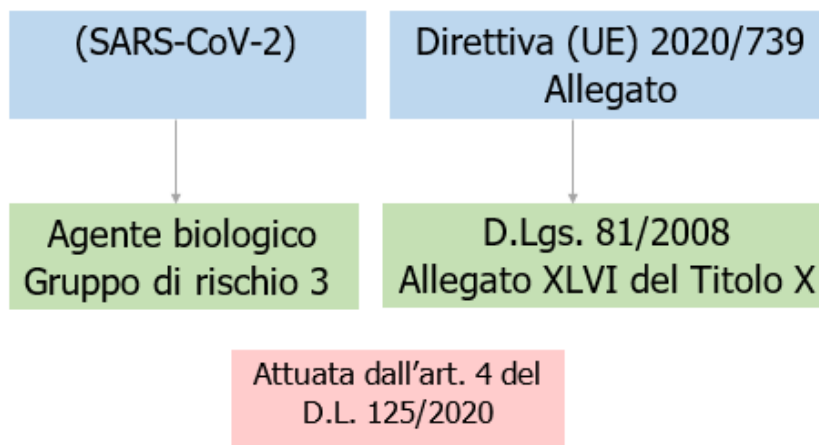 (SARS-CoV-2)
Direttiva (UE) 2020/739
Allegato
Agente biologico
Gruppo di rischio 3
D.Lgs. 81/2008
Allegato XLVI del Titolo X
Attuata dall'art. 4 del
D.L. 125/2020